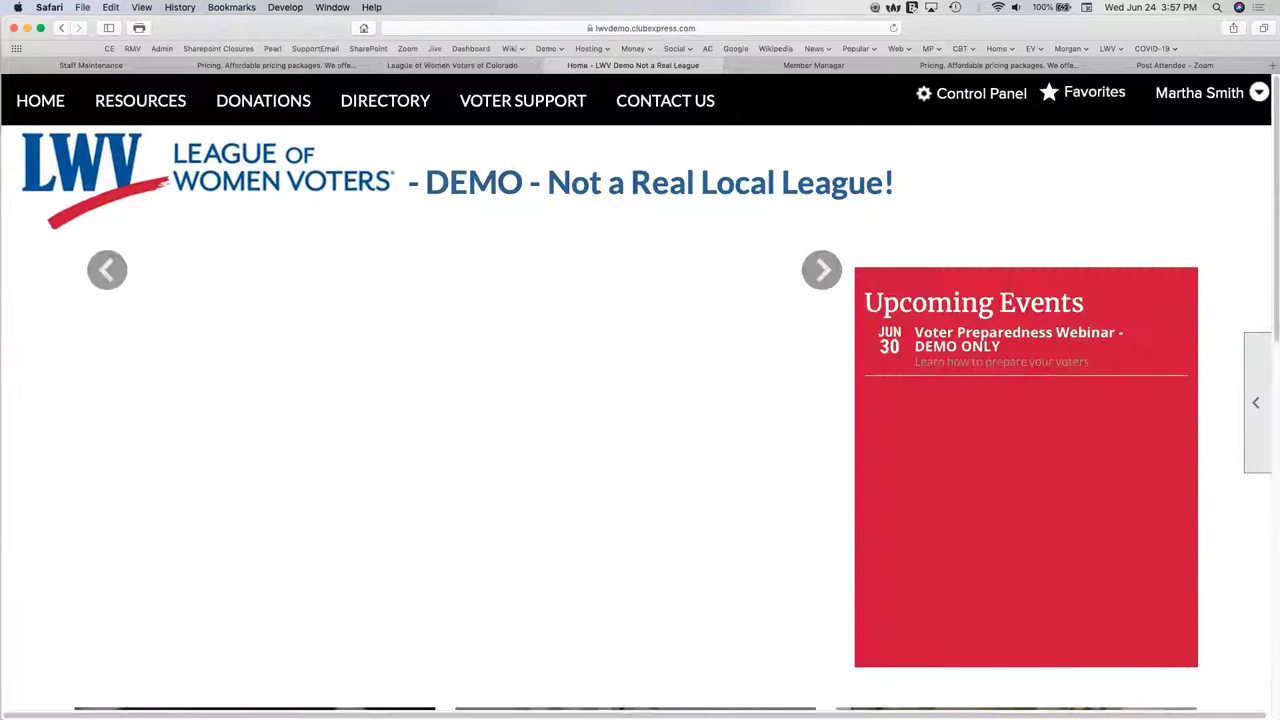 Safari File Edit View History Bookmarks Develop Window Help 100% Wed Jun 24 3:57 PM
lwvdemo.clubexpress.com
CE RMV Admin Sharepoint Closures Pearl SupportEmail SharePoint Zoom Jive Dashboard Wiki Demo Hosting Money Social AC Google Wikipedia News Popular Web MP CBT Home EV Morgan LWV COVID-19
Staff Maintenance Pricing. Affordable pricing packages. We offe... League of Women Voters of Colorado Home - LWV Demo Not a Real League Member Manager Pricing. Affordable pricing packages. We offe... Post Attendee - Zoom
HOME RESOURCES DONATIONS DIRECTORY VOTER SUPPORT CONTACT US Control Panel Favorites Martha Smith
LWV LEAGUE OF
WOMEN VOTERS® - DEMO - Not a Real Local League!
Upcoming Events
JUN Voter Preparedness Webinar -
30 DEMO ONLY
Learn how to prepare your voters